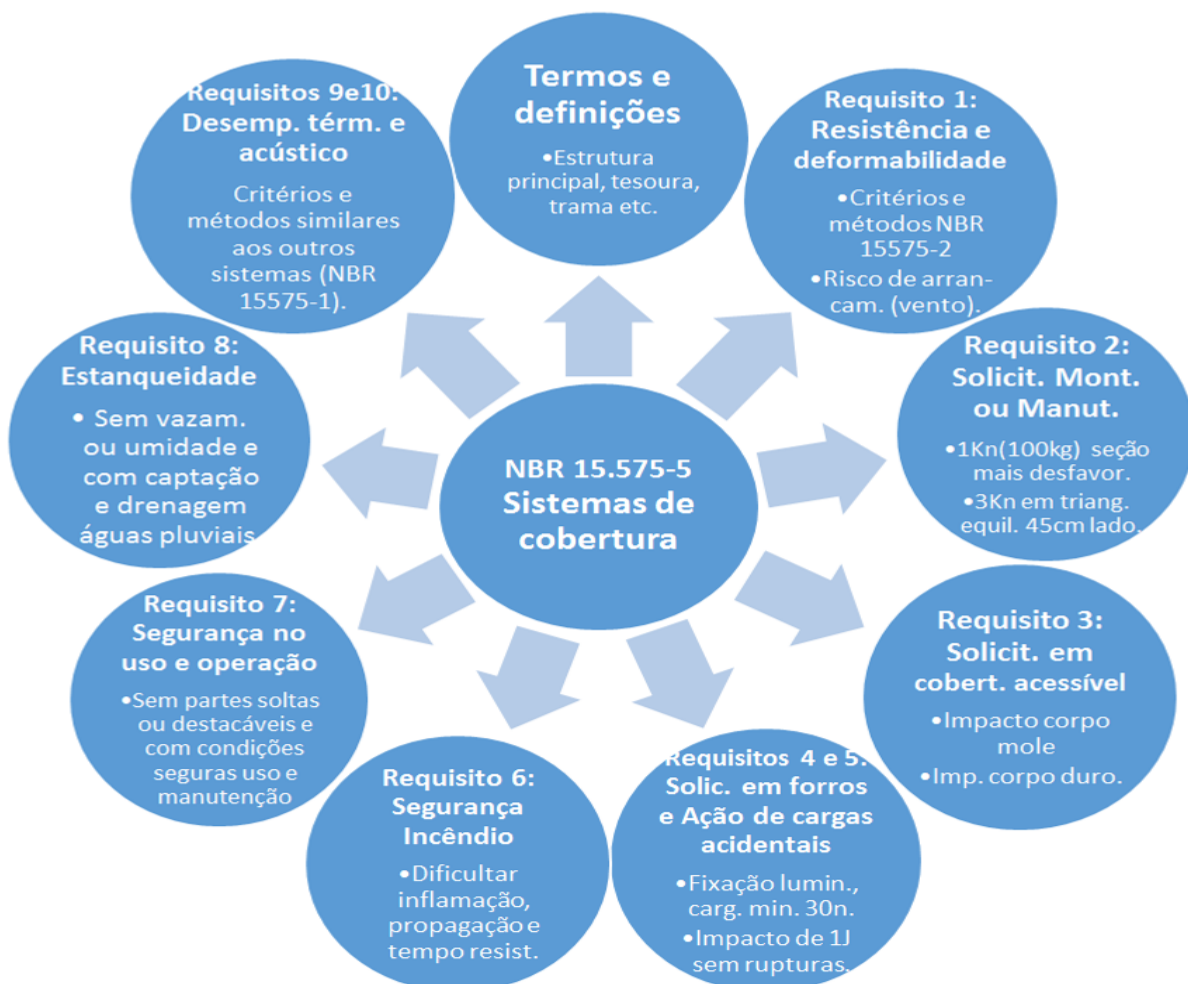 NBR 15.575-5
Sistemas de
cobertura
Termos e
definições
•Estrutura
principal, tesoura,
trama etc.
Requisito 1:
Resistência e
deformabilidade
•Critérios e
métodos NBR
15575-2
•Risco de arran-
cam. (vento).
Requisito 2:
Solicit. Mont.
ou Manut.
•1Kn(100kg) seção
mais desfavor.
•3Kn em triang.
equil. 45cm lado.
Requisito 3:
Solicit. em
cobert. acessível
•Impacto corpo
mole
•Imp. corpo duro.
Requisitos 4 e 5:
Solic. em forros
e Ação de cargas
acidentais
•Fixação lumin.,
carg. min. 30n.
•Impacto de 1J
sem rupturas.
Requisito 6:
Segurança
Incêndio
•Dificultar
inflamação,
propagação e
tempo resist.
Requisito 7:
Segurança no
uso e operação
•Sem partes soltas
ou destacáveis e
com condições
seguras uso e
manutenção
Requisito 8:
Estanqueidade
• Sem vazam.
ou umidade e
com captação
e drenagem
águas pluviais.
Requisitos 9e10:
Desemp. térm. e
acústico
Critérios e
métodos similares
aos outros
sistemas (NBR
15575-1).